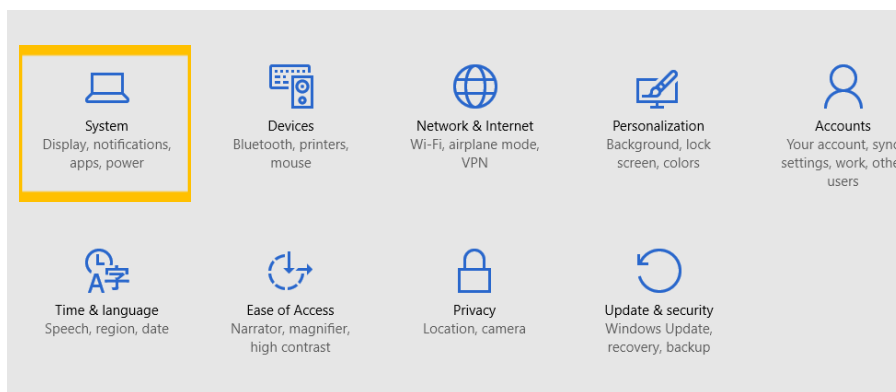 System
Display, notifications,
apps, power
Devices
Bluetooth, printers,
mouse
Network & Internet
Wi-Fi, airplane mode,
VPN
Personalization
Background, lock
screen, colors
Accounts
Your account, sync
settings, work, othe
users
A字
Time & language
Speech, region, date
Ease of Access
Narrator, magnifier,
high contrast
Privacy
Location, camera
Update & security
Windows Update,
recovery, backup